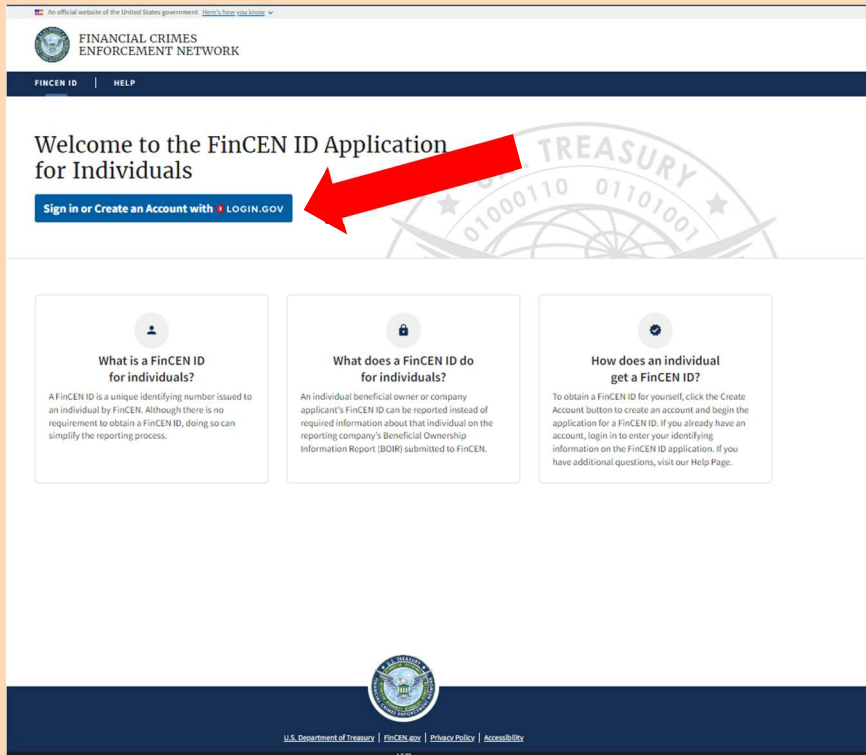 An official website of the United States government Here's how you know
FINANCIAL CRIMES
ENFORCEMENT NETWORK
FINCEN ID | HELP
Welcome to the FinCEN ID Application
for Individuals
Sign in or Create an Account with LOGIN.GOV
TREASURY
01000110 01101001
What is a FinCEN ID
for individuals?
A FinCEN ID is a unique identifying number issued to
an individual by FinCEN. Although there is no
requirement to obtain a FinCEN ID, doing so can
simplify the reporting process.
What does a FinCEN ID do
for individuals?
An individual beneficial owner or company
applicant's FinCEN ID can be reported instead of
required information about that individual on the
reporting company's Beneficial Ownership
Information Report (BOIR) submitted to FinCEN.
How does an individual
get a FinCEN ID?
To obtain a FinCEN ID for yourself, click the Create
Account button to create an account and begin the
application for a FinCEN ID. If you already have an
account, login in to enter your identifying
information on the FinCEN ID application. If you
have additional questions, visit our Help Page.
U.S. Department of Treasury | FinCEN.gov | Privacy Policy | Accessibility